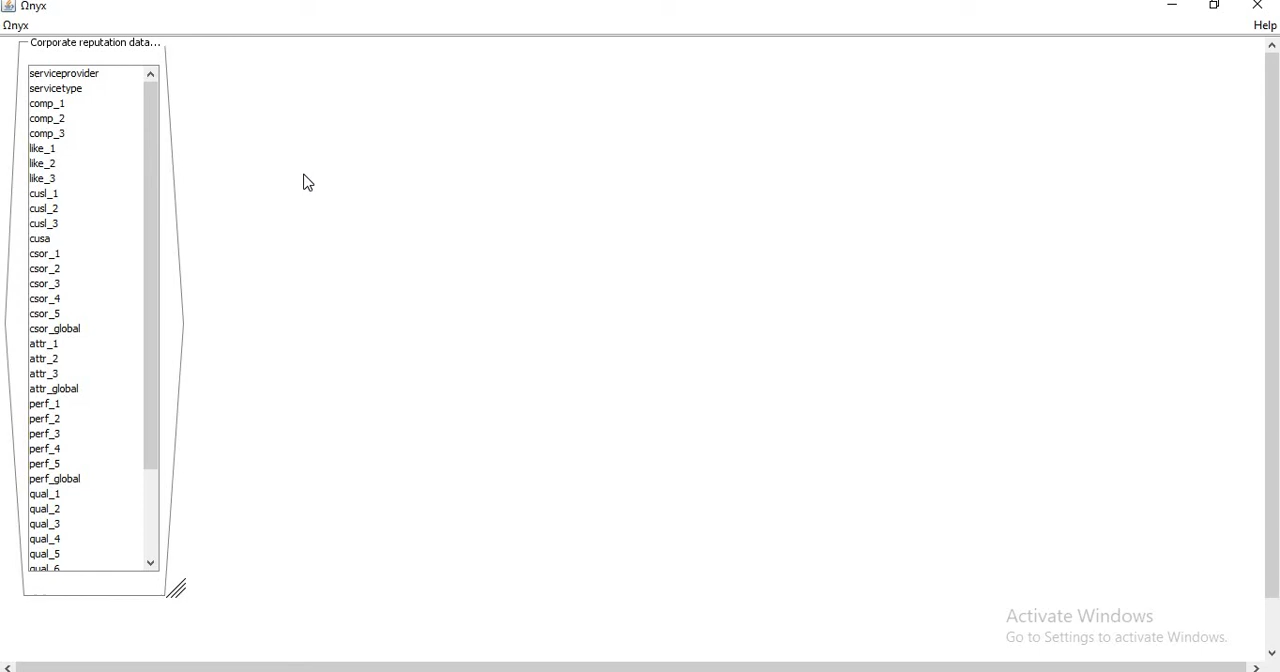 Ωnyx
Ωnyx
Help
Corporate reputation data...
serviceprovider
servicetype
comp_1
comp_2
comp_3
like_1
like_2
like_3
cusl_1
cusl_2
cusl_3
cusa
csor_1
csor_2
csor_3
csor_4
csor_5
csor_global
attr_1
attr_2
attr_3
attr_global
perf_1
perf_2
perf_3
perf_4
perf_5
perf_global
qual_1
qual_2
qual_3
qual_4
qual_5
qual_6
Activate Windows
Go to Settings to activate Windows.